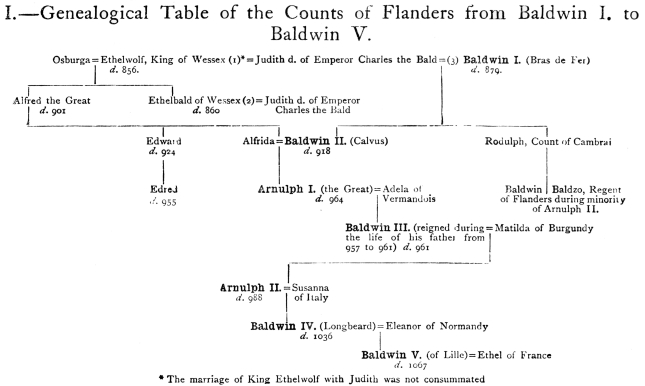 I.—Genealogical Table of the Counts of Flanders from Baldwin I. to
Baldwin V.
Osburga = Ethelwolf, King of Wessex (1)* = Judith d. of Emperor Charles the Bald = (3) Baldwin I. (Bras de Fer)
d. 856. d. 879.
Alfred the Great Ethelbald of Wessex (2) = Judith d. of Emperor
d. 901 d. 860 Charles the Bald
Edward Alfrida = Baldwin II. (Calvus) Rodulph, Count of Cambrai
d. 924 d. 918
Edred Arnulph I. (the Great) = Adela of Baldwin Baldzo, Regent
d. 955 d. 964 Vermandois of Flanders during minority
of Arnulph II.
Baldwin III. (reigned during = Matilda of Burgundy
the life of his father from
957 to 961) d. 961
Arnulph II. = Susanna
d. 988 of Italy
Baldwin IV. (Longbeard) = Eleanor of Normandy
d. 1036
Baldwin V. (of Lille) = Ethel of France
d. 1067
* The marriage of King Ethelwolf with Judith was not consummated